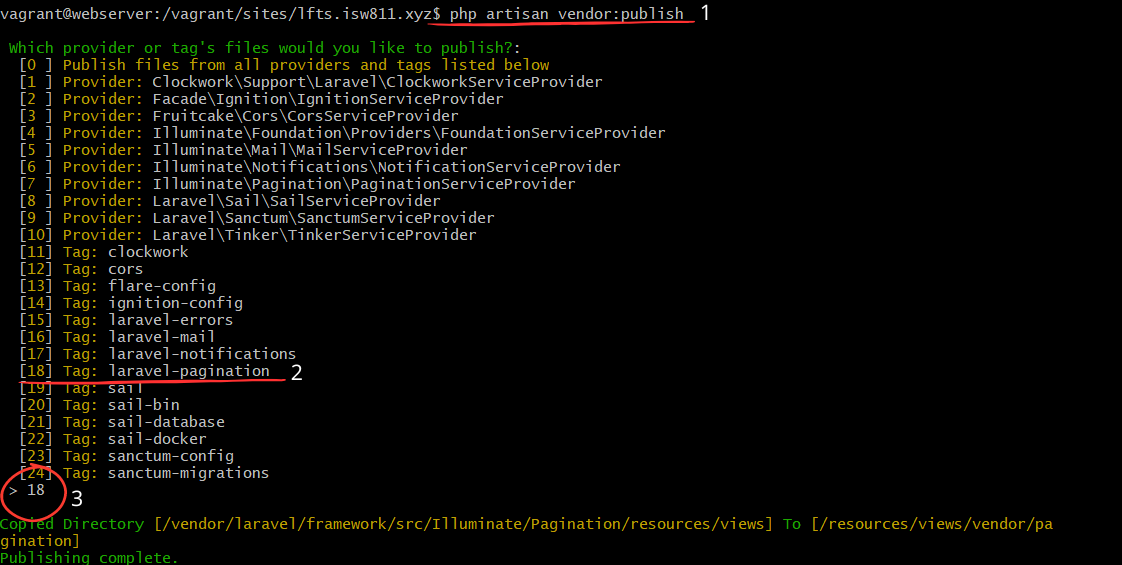 vagrant@webserver:/vagrant/sites/lfts.isw811.xyz$ php artisan vendor:publish 1
Which provider or tag's files would you like to publish?:
[0 ] Publish files from all providers and tags listed below
[1 ] Provider: Clockwork\Support\Laravel\ClockworkServiceProvider
[2 ] Provider: Facade\Ignition\IgnitionServiceProvider
[3 ] Provider: Fruitcake\Cors\CorsServiceProvider
[4 ] Provider: Illuminate\Foundation\Providers\FoundationServiceProvider
[5 ] Provider: Illuminate\Mail\MailServiceProvider
[6 ] Provider: Illuminate\Notifications\NotificationServiceProvider
[7 ] Provider: Illuminate\Pagination\PaginationServiceProvider
[8 ] Provider: Laravel\Sail\SailServiceProvider
[9 ] Provider: Laravel\Sanctum\SanctumServiceProvider
[10] Provider: Laravel\Tinker\TinkerServiceProvider
[11] Tag: clockwork
[12] Tag: cors
[13] Tag: flare-config
[14] Tag: ignition-config
[15] Tag: laravel-errors
[16] Tag: laravel-mail
[17] Tag: laravel-notifications
[18] Tag: laravel-pagination 2
[19] Tag: sail
[20] Tag: sail-bin
[21] Tag: sail-database
[22] Tag: sail-docker
[23] Tag: sanctum-config
[24] Tag: sanctum-migrations
> 18 3
Copied Directory [/vendor/laravel/framework/src/Illuminate/Pagination/resources/views] To [/resources/views/vendor/pa
gination]
Publishing complete.